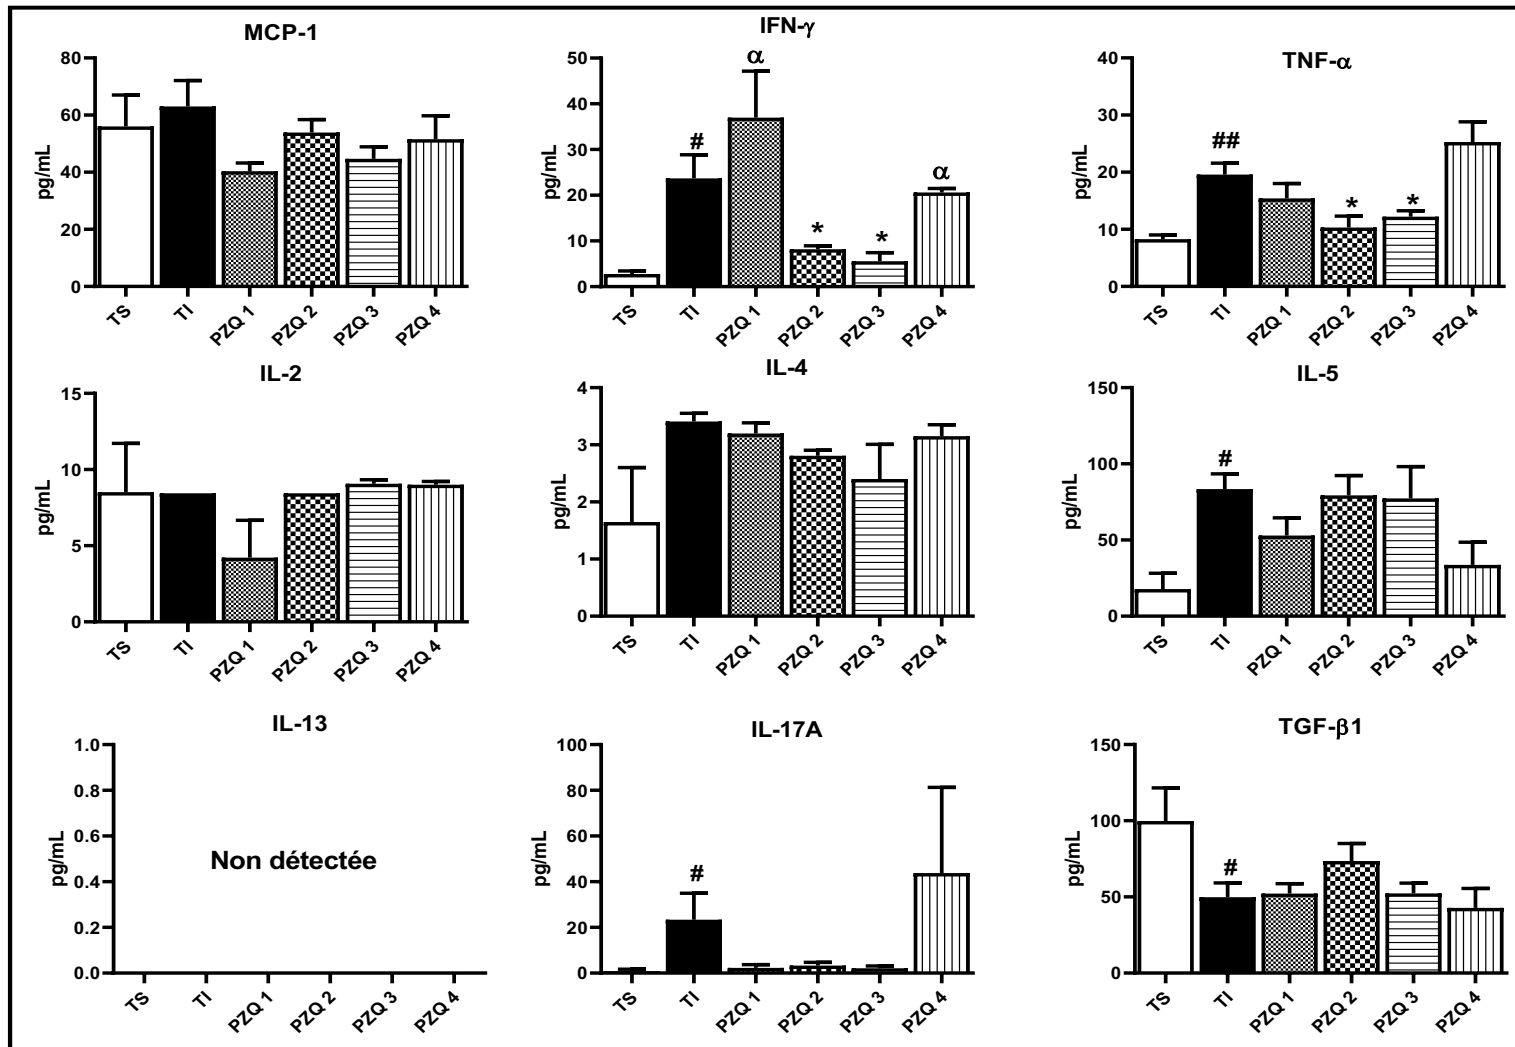 MCP-1
80
60
40
20
0
pg/mL
TS
TI
PZQ 1
PZQ 2
PZQ 3
PZQ 4
IFN-γ
50
40
30
20
10
0
pg/mL
#
α
*
*
α
TS
TI
PZQ 1
PZQ 2
PZQ 3
PZQ 4
TNF-α
40
30
20
10
0
pg/mL
##
*
*
TS
TI
PZQ 1
PZQ 2
PZQ 3
PZQ 4
IL-2
15
10
5
0
pg/mL
TS
TI
PZQ 1
PZQ 2
PZQ 3
PZQ 4
IL-4
4
3
2
1
0
pg/mL
TS
TI
PZQ 1
PZQ 2
PZQ 3
PZQ 4
IL-5
150
100
50
0
pg/mL
#
TS
TI
PZQ 1
PZQ 2
PZQ 3
PZQ 4
IL-13
1.0
0.8
0.6
0.4
0.2
0.0
pg/mL
Non détectée
TS
TI
PZQ 1
PZQ 2
PZQ 3
PZQ 4
IL-17A
100
80
60
40
20
0
pg/mL
#
TS
TI
PZQ 1
PZQ 2
PZQ 3
PZQ 4
TGF-β1
150
100
50
0
pg/mL
#
TS
TI
PZQ 1
PZQ 2
PZQ 3
PZQ 4